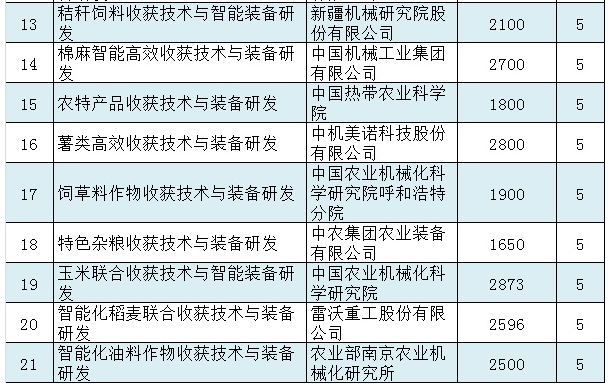 13 秸秆饲料收获技术与智能装备研发 新疆机械研究院股份有限公司 2100 5
14 棉麻智能高效收获技术与装备研发 中国机械工业集团有限公司 2700 5
15 农特产品收获技术与装备研发 中国热带农业科学院 1800 5
16 薯类高效收获技术与装备研发 中机美诺科技股份有限公司 2800 5
17 饲草料作物收获技术与装备研发 中国农业机械化科学研究院呼和浩特分院 1900 5
18 特色杂粮收获技术与装备研发 中农集团农业装备有限公司 1650 5
19 玉米联合收获技术与智能装备研发 中国农业机械化科学研究院 2873 5
20 智能化稻麦联合收获技术与装备研发 雷沃重工股份有限公司 2596 5
21 智能化油料作物收获技术与装备研发 农业部南京农业机械化研究所 2500 5